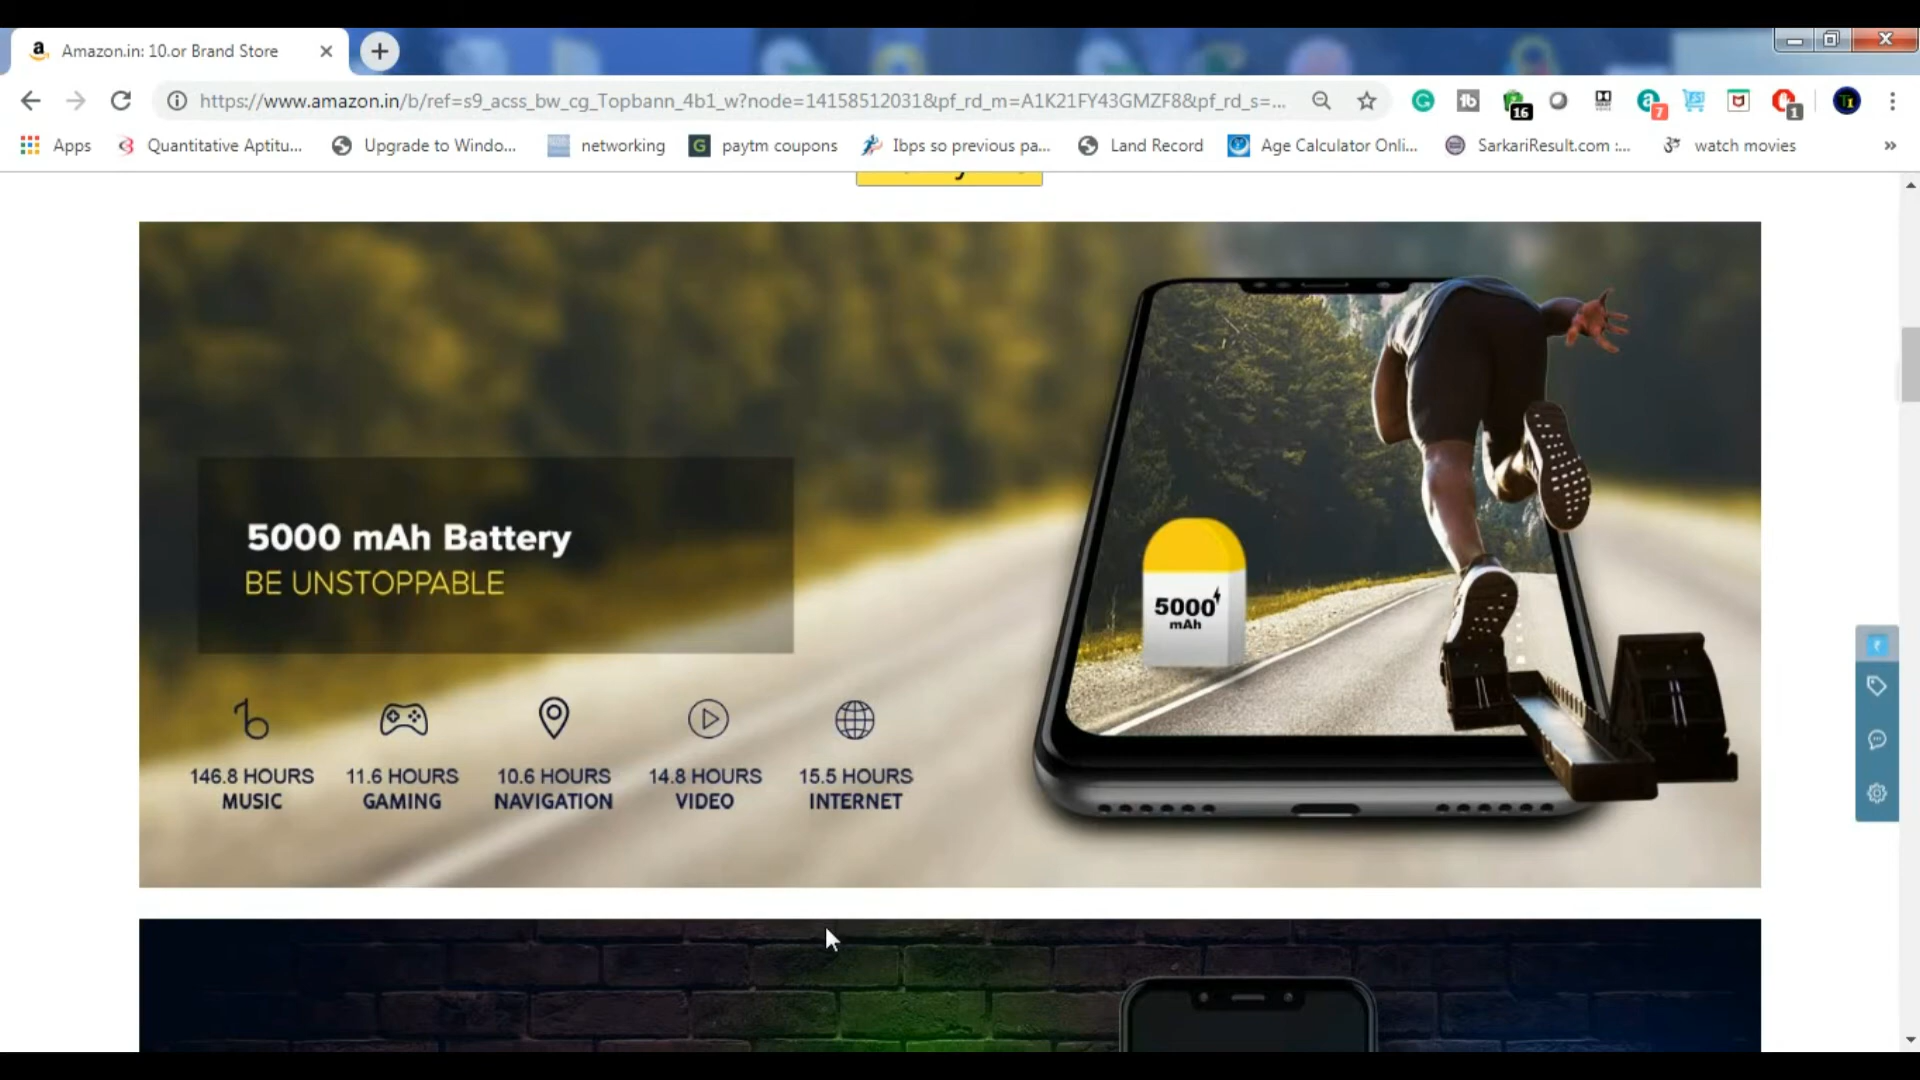 Amazon.in: 10.or Brand Store
https://www.amazon.in/b/ref=s9_acss_bw_cg_Topbann_4b1_w?node=14158512031&pf_rd_m=A1K21FY43GMZF8&pf_rd_s=...
16
7
1
Apps
Quantitative Aptitu...
Upgrade to Windo...
networking
paytm coupons
Ibps so previous pa...
Land Record
Age Calculator Onli...
SarkariResult.com :...
watch movies
5000 mAh Battery
BE UNSTOPPABLE
5000
mAh
146.8 HOURS
MUSIC
11.6 HOURS
GAMING
10.6 HOURS
NAVIGATION
14.8 HOURS
VIDEO
15.5 HOURS
INTERNET